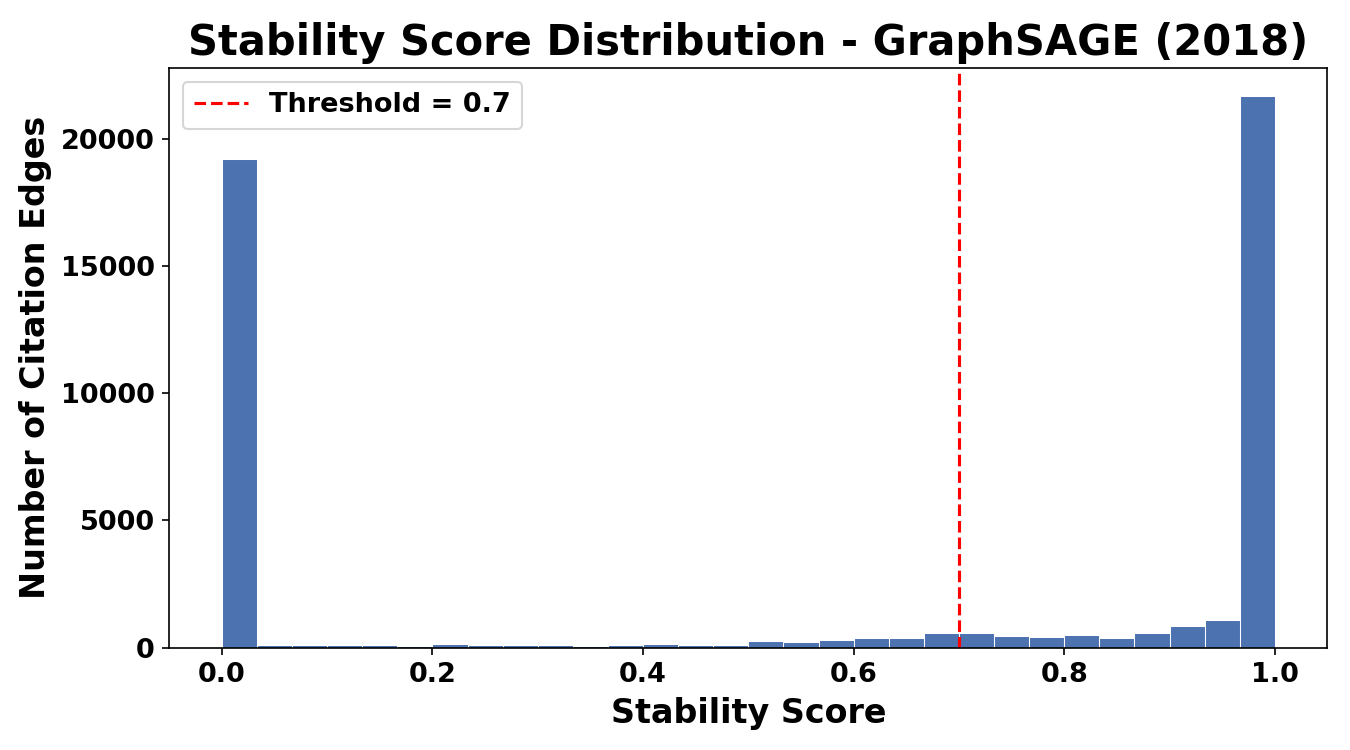 Stability Score Distribution - GraphSAGE (2018)
Threshold = 0.7
Number of Citation Edges
20000
15000
10000
5000
0
0.0 0.2 0.4 0.6 0.8 1.0
Stability Score